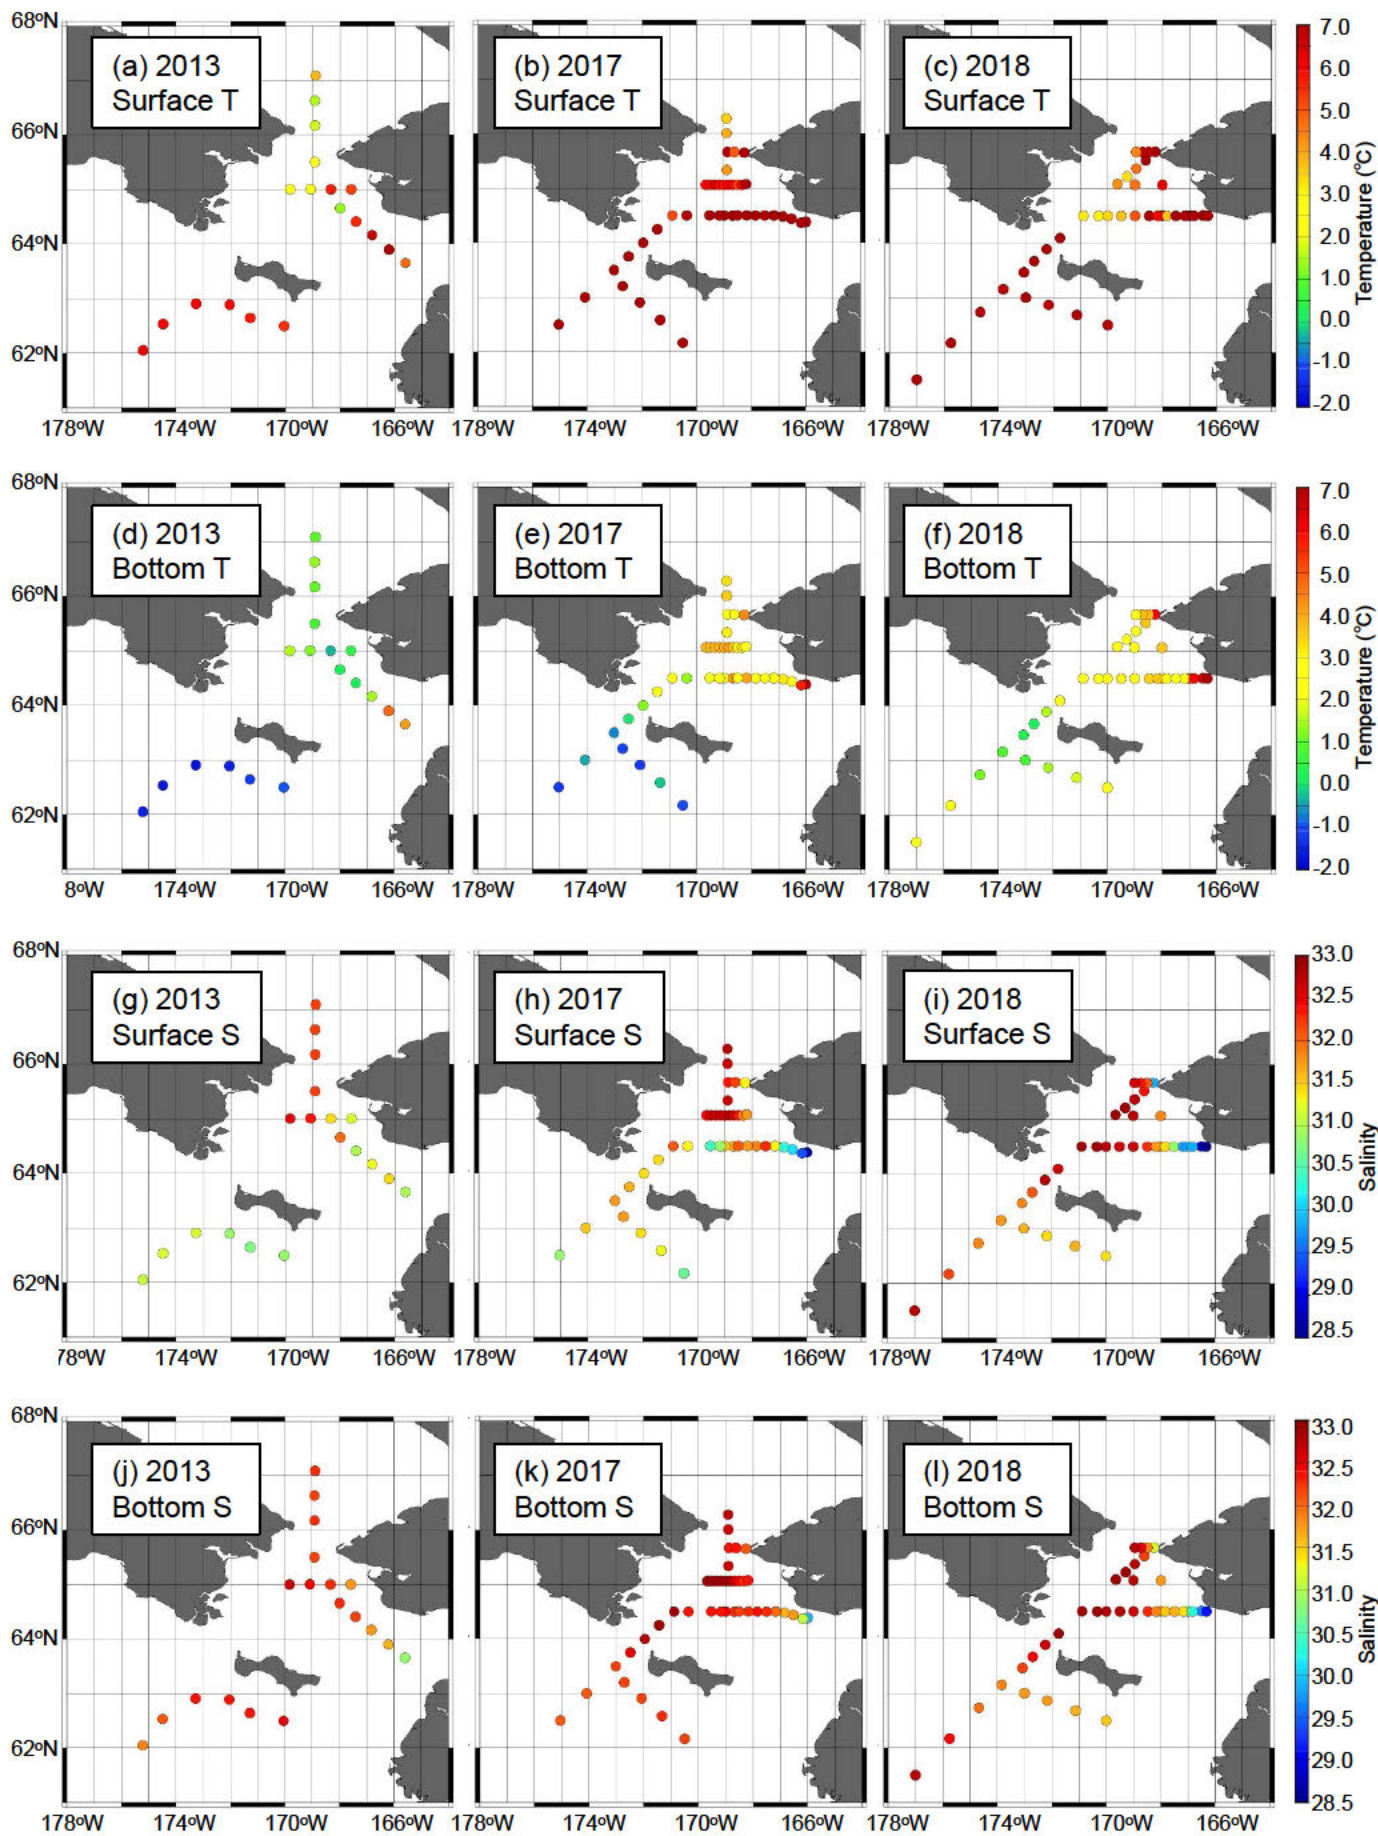 68ºN
66ºN
64ºN
62ºN
(a) 2013
Surface T
(b) 2017
Surface T
(c) 2018
Surface T
7.0
6.0
5.0
4.0
3.0
2.0
1.0
0.0
-1.0
-2.0
Temperature (°C)
178ºW 174ºW 170ºW 166ºW 178ºW 174ºW 170ºW 166ºW 178ºW 174ºW 170ºW 166ºW
68ºN
66ºN
64ºN
62ºN
(d) 2013
Bottom T
(e) 2017
Bottom T
(f) 2018
Bottom T
7.0
6.0
5.0
4.0
3.0
2.0
1.0
0.0
-1.0
-2.0
Temperature (°C)
8ºW 174ºW 170ºW 166ºW 178ºW 174ºW 170ºW 166ºW 178ºW 174ºW 170ºW 166ºW
68ºN
66ºN
64ºN
62ºN
(g) 2013
Surface S
(h) 2017
Surface S
(i) 2018
Surface S
33.0
32.5
32.0
31.5
31.0
30.5
30.0
29.5
29.0
28.5
Salinity
78ºW 174ºW 170ºW 166ºW 178ºW 174ºW 170ºW 166ºW 178ºW 174ºW 170ºW 166ºW
68ºN
66ºN
64ºN
62ºN
(j) 2013
Bottom S
(k) 2017
Bottom S
(l) 2018
Bottom S
33.0
32.5
32.0
31.5
31.0
30.5
30.0
29.5
29.0
28.5
Salinity
178ºW 174ºW 170ºW 166ºW 178ºW 174ºW 170ºW 166ºW 178ºW 174ºW 170ºW 166ºW